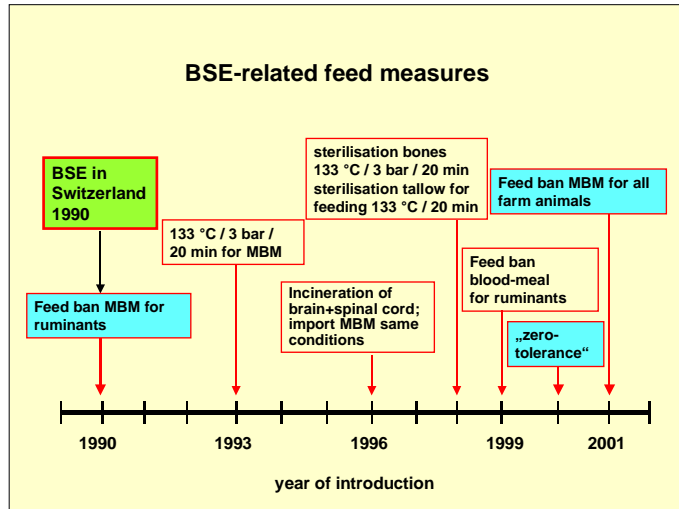 BSE-related feed measures
BSE in
Switzerland
1990
sterilisation bones
133 °C / 3 bar / 20 min
sterilisation tallow for
feeding 133 °C / 20 min
Feed ban MBM for all
farm animals
133 °C / 3 bar /
20 min for MBM
Feed ban
blood-meal
for ruminants
Feed ban MBM for
ruminants
Incineration of
brain+spinal cord;
import MBM same
conditions
„zero-
tolerance“
1990 1993 1996 1999 2001
year of introduction